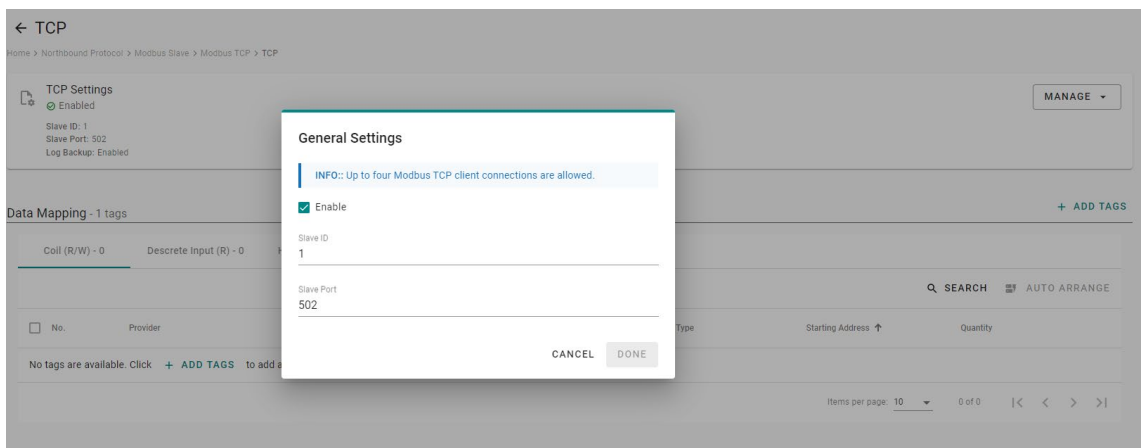 ← TCP
Home > Northbound Protocol > Modbus Slave > Modbus TCP > TCP
TCP Settings
Enabled
Slave ID: 1
Slave Port: 502
Log Backup: Enabled
MANAGE
General Settings
INFO:: Up to four Modbus TCP client connections are allowed.
Enable
Slave ID
1
Slave Port
502
CANCEL DONE
Data Mapping - 1 tags
+ ADD TAGS
Coil (R/W) - 0 Descrete Input (R) - 0
SEARCH AUTO ARRANGE
No. Provider Type Starting Address ↑ Quantity
No tags are available. Click + ADD TAGS to add
Items per page: 10 0 of 0 |< < > >|